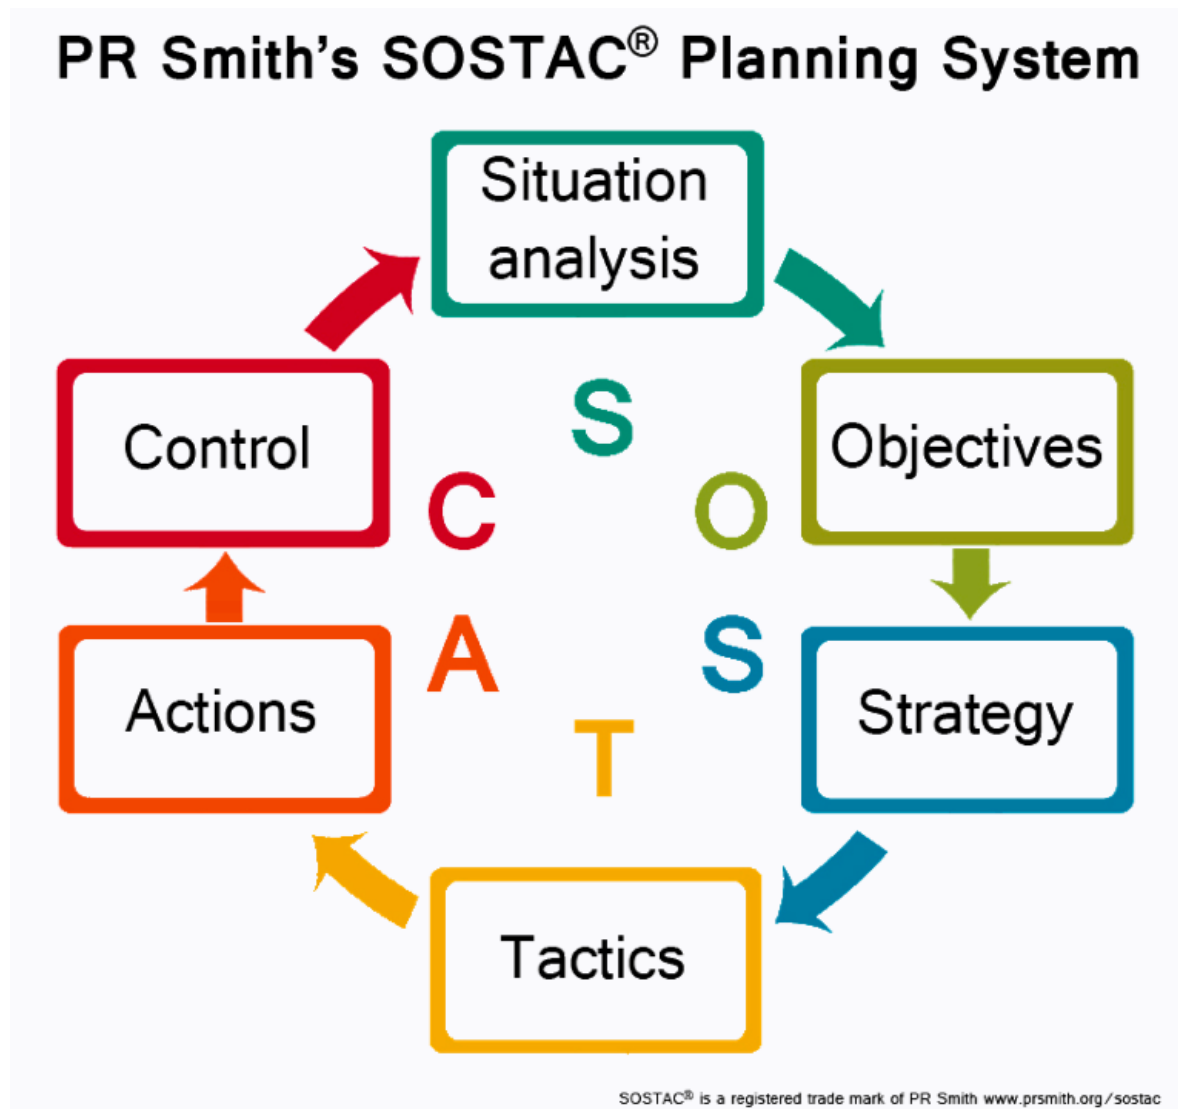 PR Smith's SOSTAC® Planning System
Situation
analysis
Objectives
Strategy
Tactics
Actions
Control
S
O
S
T
A
C
SOSTAC® is a registered trade mark of PR Smith www.prsmith.org/sostac